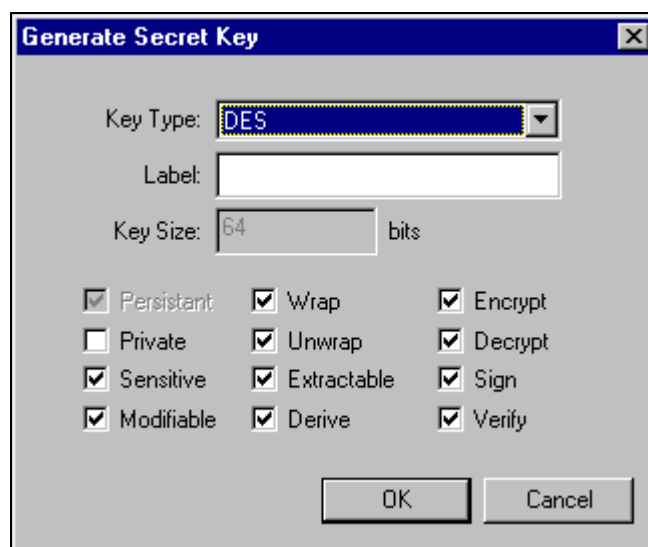 Generate Secret Key
Key Type: DES
Label:
Key Size: 64 bits
Persistant Wrap Encrypt
Private Unwrap Decrypt
Sensitive Extractable Sign
Modifiable Derive Verify
OK Cancel